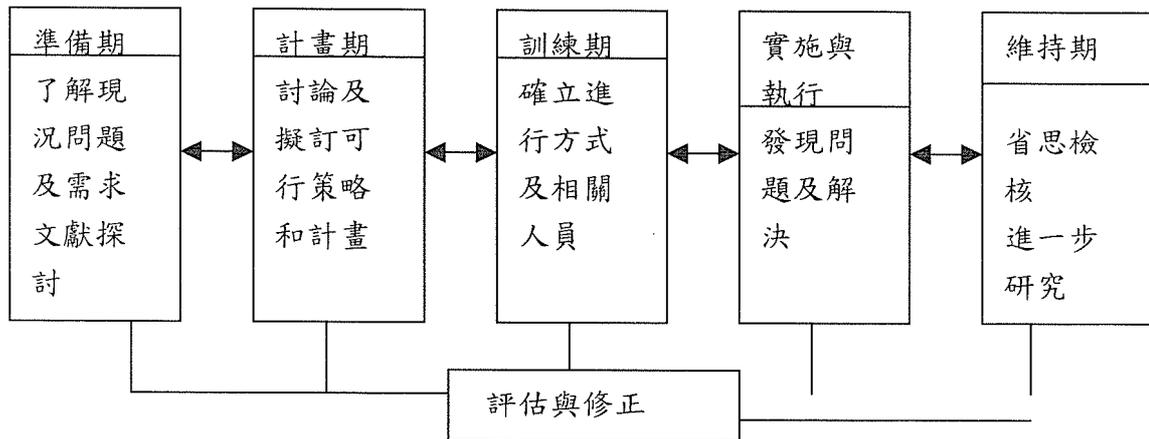 準備期
了解現
況問題
及需求
文獻探
討
計畫期
討論及
擬訂可
行策略
和計畫
訓練期
確立進
行方式
及相關
人員
實施與
執行
發現問
題及解
決
維持期
省思檢
核
進一步
研究
評估與修正